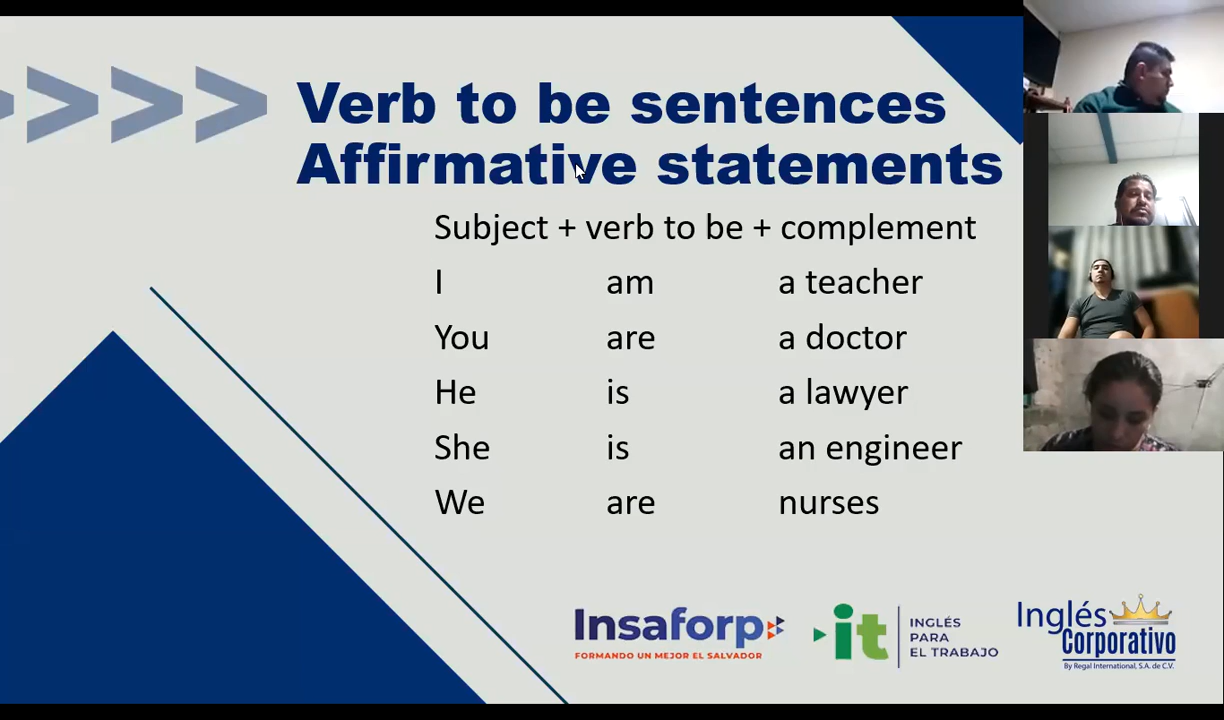 Verb to be sentences
Affirmative statements
Subject + verb to be + complement
I am a teacher
You are a doctor
He is a lawyer
She is an engineer
We are nurses
Insaforp
FORMANDO UN MEJOR EL SALVADOR
it
INGLÉS
PARA
EL TRABAJO
Inglés
Corporativo
By Regal International, S.A. de C.V.